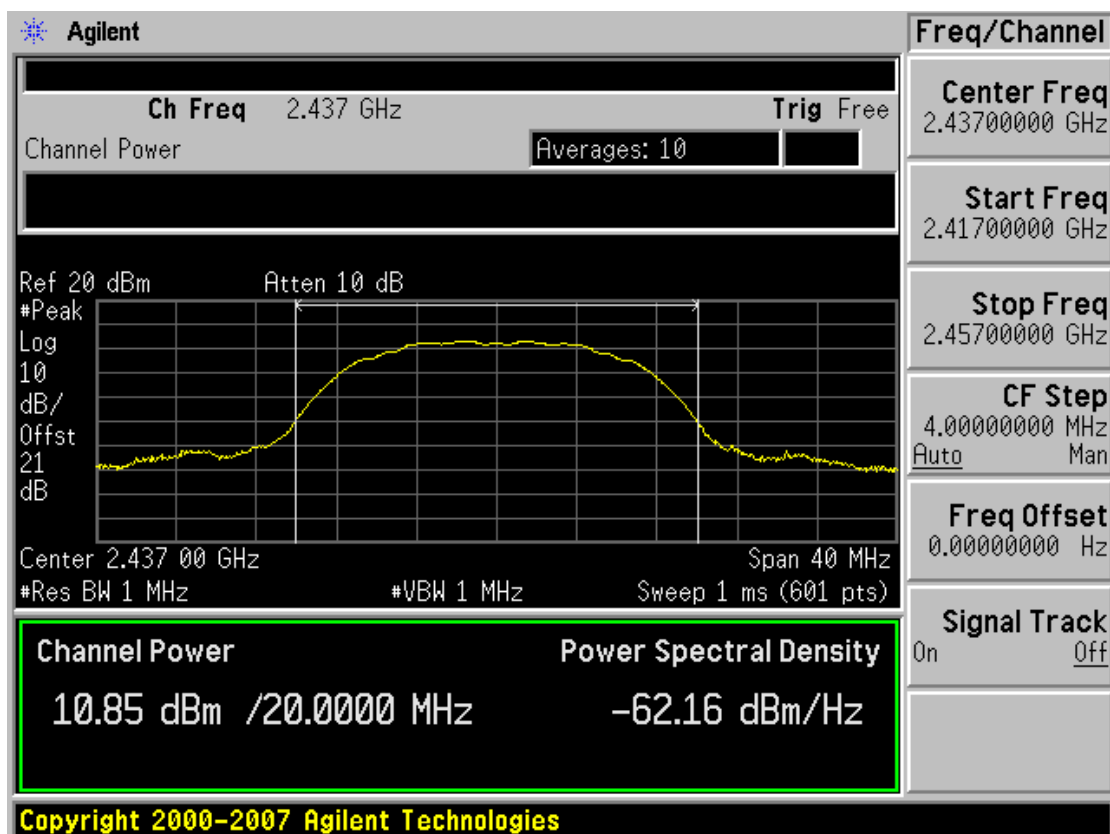 Agilent
Ch Freq 2.437 GHz Trig Free
Channel Power Averages: 10
Ref 20 dBm Atten 10 dB
#Peak
Log
10
dB/
Offst
21
dB
Center 2.437 00 GHz Span 40 MHz
#Res BW 1 MHz #VBW 1 MHz Sweep 1 ms (601 pts)
Channel Power Power Spectral Density
10.85 dBm /20.0000 MHz -62.16 dBm/Hz
Copyright 2000-2007 Agilent Technologies
Freq/Channel
Center Freq
2.43700000 GHz
Start Freq
2.41700000 GHz
Stop Freq
2.45700000 GHz
CF Step
4.00000000 MHz
Auto Man
Freq Offset
0.00000000 Hz
Signal Track
On Off